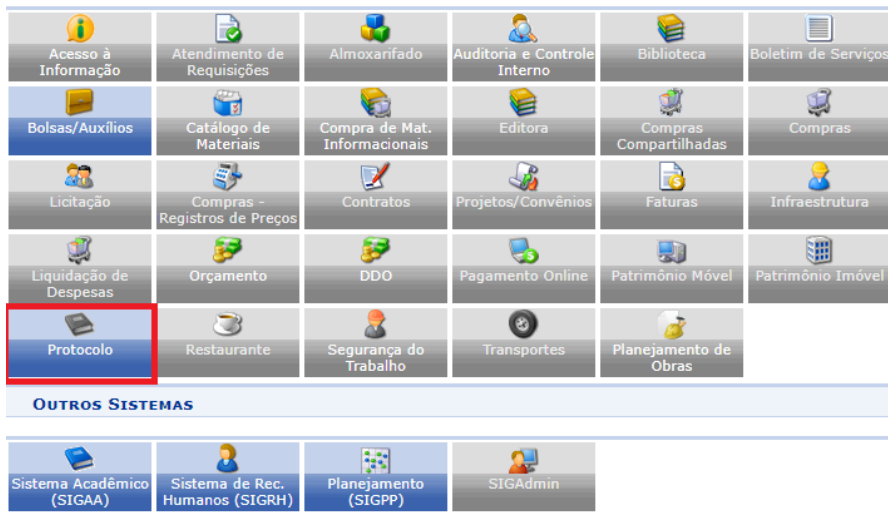 Acesso à
Informação
Atendimento de
Requisições
Almoxarifado
Auditoria e Controle
Interno
Biblioteca
Boletim de Serviços
Bolsas/Auxílios
Catálogo de
Materiais
Compra de Mat.
Informacionais
Editora
Compras
Compartilhadas
Compras
Licitação
Compras -
Registros de Preços
Contratos
Projetos/Convênios
Faturas
Infraestrutura
Liquidação de
Despesas
Orçamento
DDO
Pagamento Online
Patrimônio Móvel
Patrimônio Imóvel
Protocolo
Restaurante
Segurança do
Trabalho
Transportes
Planejamento de
Obras
OUTROS SISTEMAS
Sistema Acadêmico
(SIGAA)
Sistema de Rec.
Humanos (SIGRH)
Planejamento
(SIGPP)
SIGAdmin